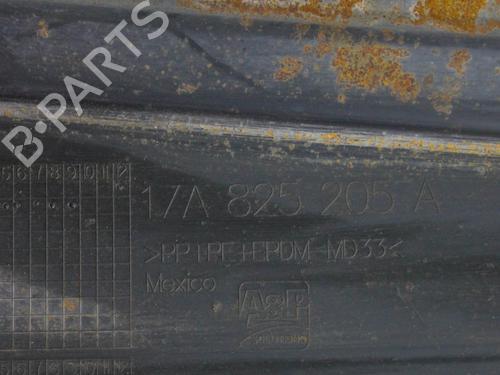 B-PARTS
17A 825 205 A
>PP+PE+EPDM-MD33<
Mexico
A&P
5 6 7 8 9 10 11 12